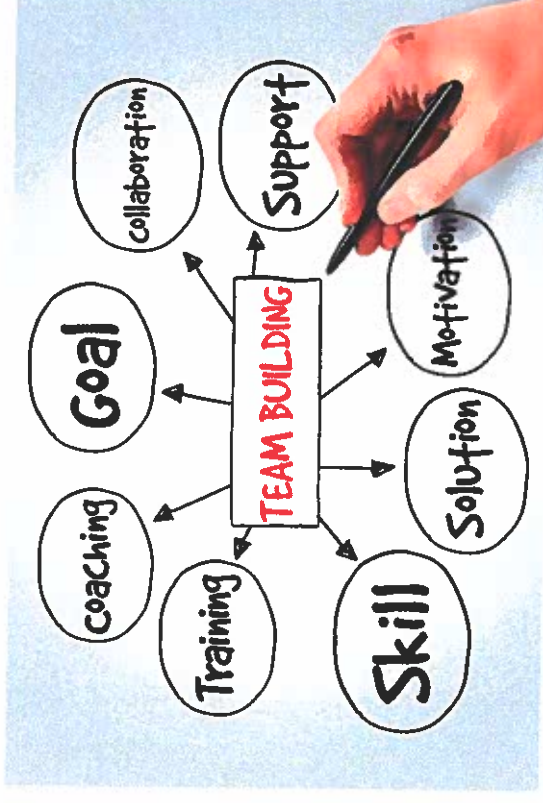 coaching
Goal
collaboration
Training
TEAM BUILDING
Support
Skill
Solution
Motivation